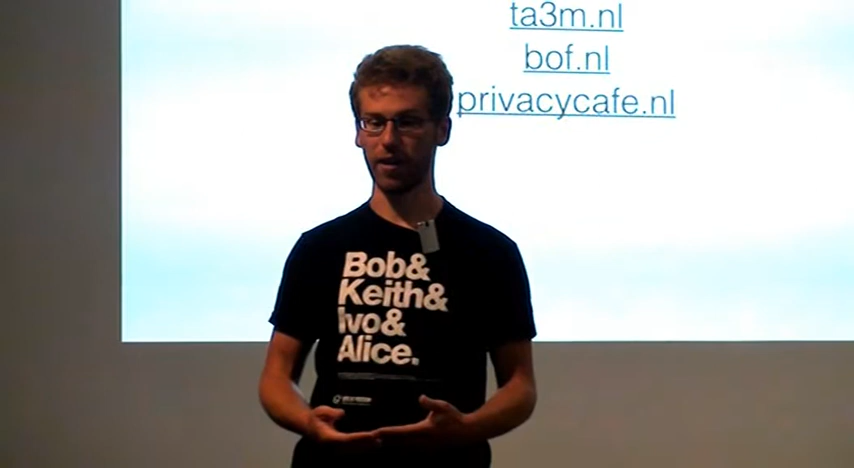 ta3m.nl
bof.nl
privacycafe.nl
Bob&
Keith&
Ivo&
Alice.